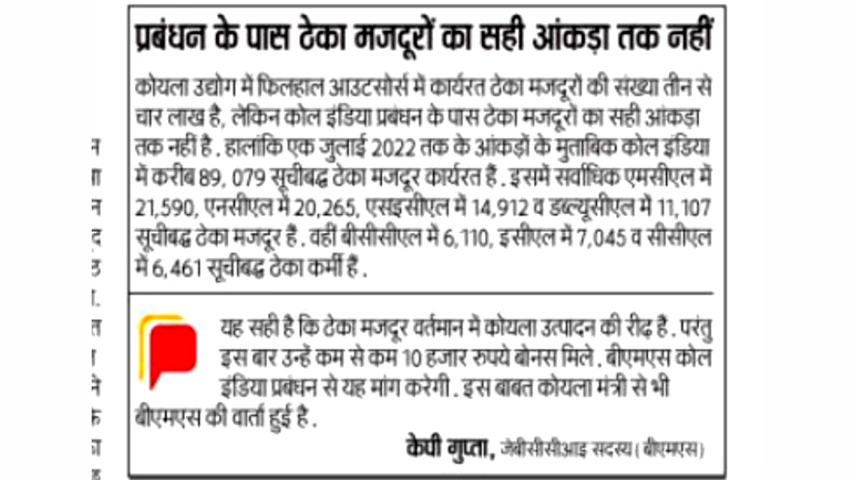 प्रबंधन के पास ठेका मजदूरों का सही आंकड़ा तक नहीं
कोयला उद्योग में फिलहाल आउटसोर्स में कार्यरत ठेका मजदूरों की संख्या तीन से
चार लाख है, लेकिन कोल इंडिया प्रबंधन के पास ठेका मजदूरों का सही आंकड़ा
तक नहीं है. हालांकि एक जुलाई 2022 तक के आंकड़ों के मुताबिक कोल इंडिया
में करीब 89, 079 सूचीबद्ध ठेका मजदूर कार्यरत हैं. इसमें सर्वाधिक एमसीएल में
21,590, एनसीएल में 20,265, एसइसीएल में 14,912 व डब्ल्यूसीएल में 11,107
सूचीबद्ध ठेका मजदूर हैं. वहीं बीसीसीएल में 6,110, इसीएल में 7,045 व सीसीएल
में 6,461 सूचीबद्ध ठेका कर्मी हैं.
यह सही है कि ठेका मजदूर वर्तमान में कोयला उत्पादन की रीढ़ हैं. परंतु
इस बार उन्हें कम से कम 10 हजार रुपये बोनस मिले. बीएमएस कोल
इंडिया प्रबंधन से यह मांग करेगी. इस बाबत कोयला मंत्री से भी
बीएमएस की वार्ता हुई है.
केपी गुप्ता, जेबीसीसीआइ सदस्य (बीएमएस)